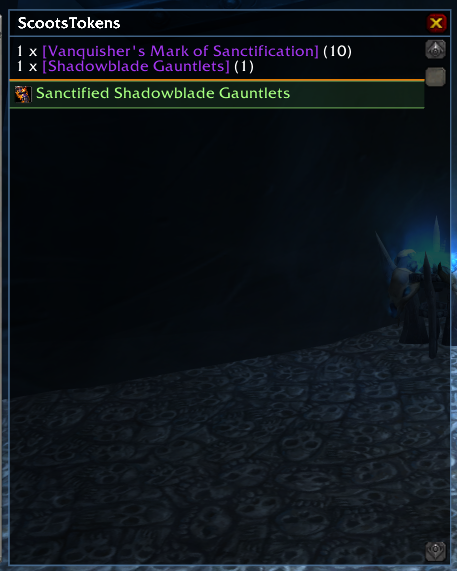 ScootsTokens
1 x [Vanquisher's Mark of Sanctification] (10)
1 x [Shadowblade Gauntlets] (1)
Sanctified Shadowblade Gauntlets